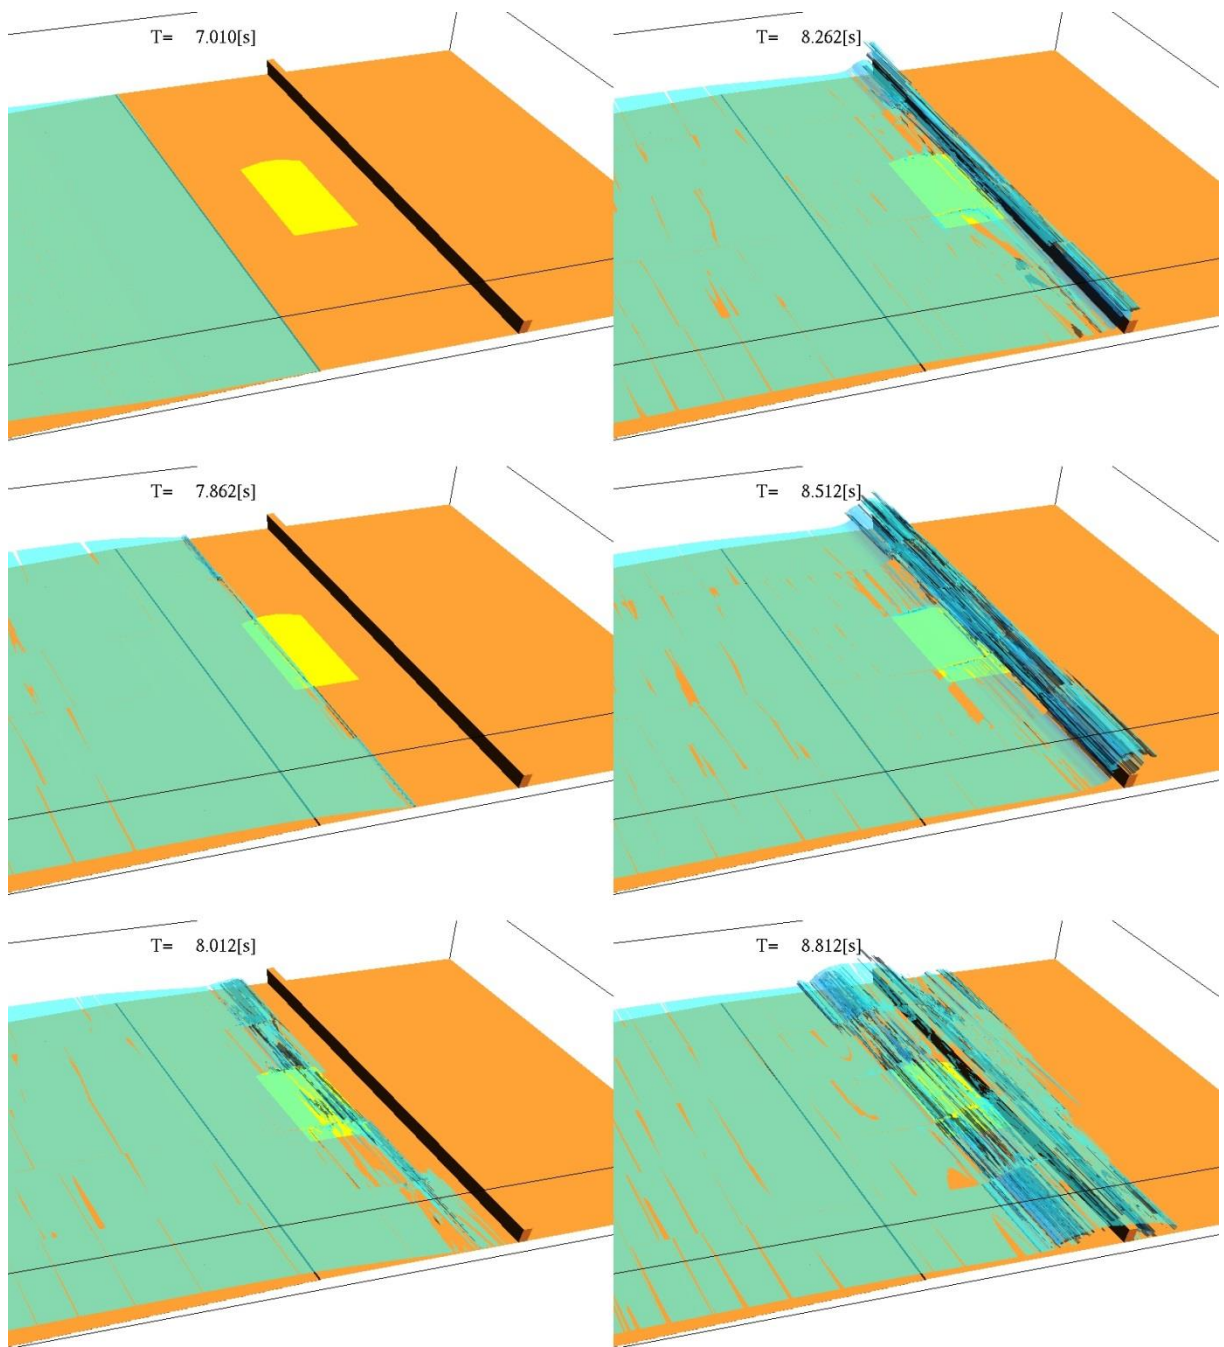 T= 7.010[s]
T= 8.262[s]
T= 7.862[s]
T= 8.512[s]
T= 8.012[s]
T= 8.812[s]